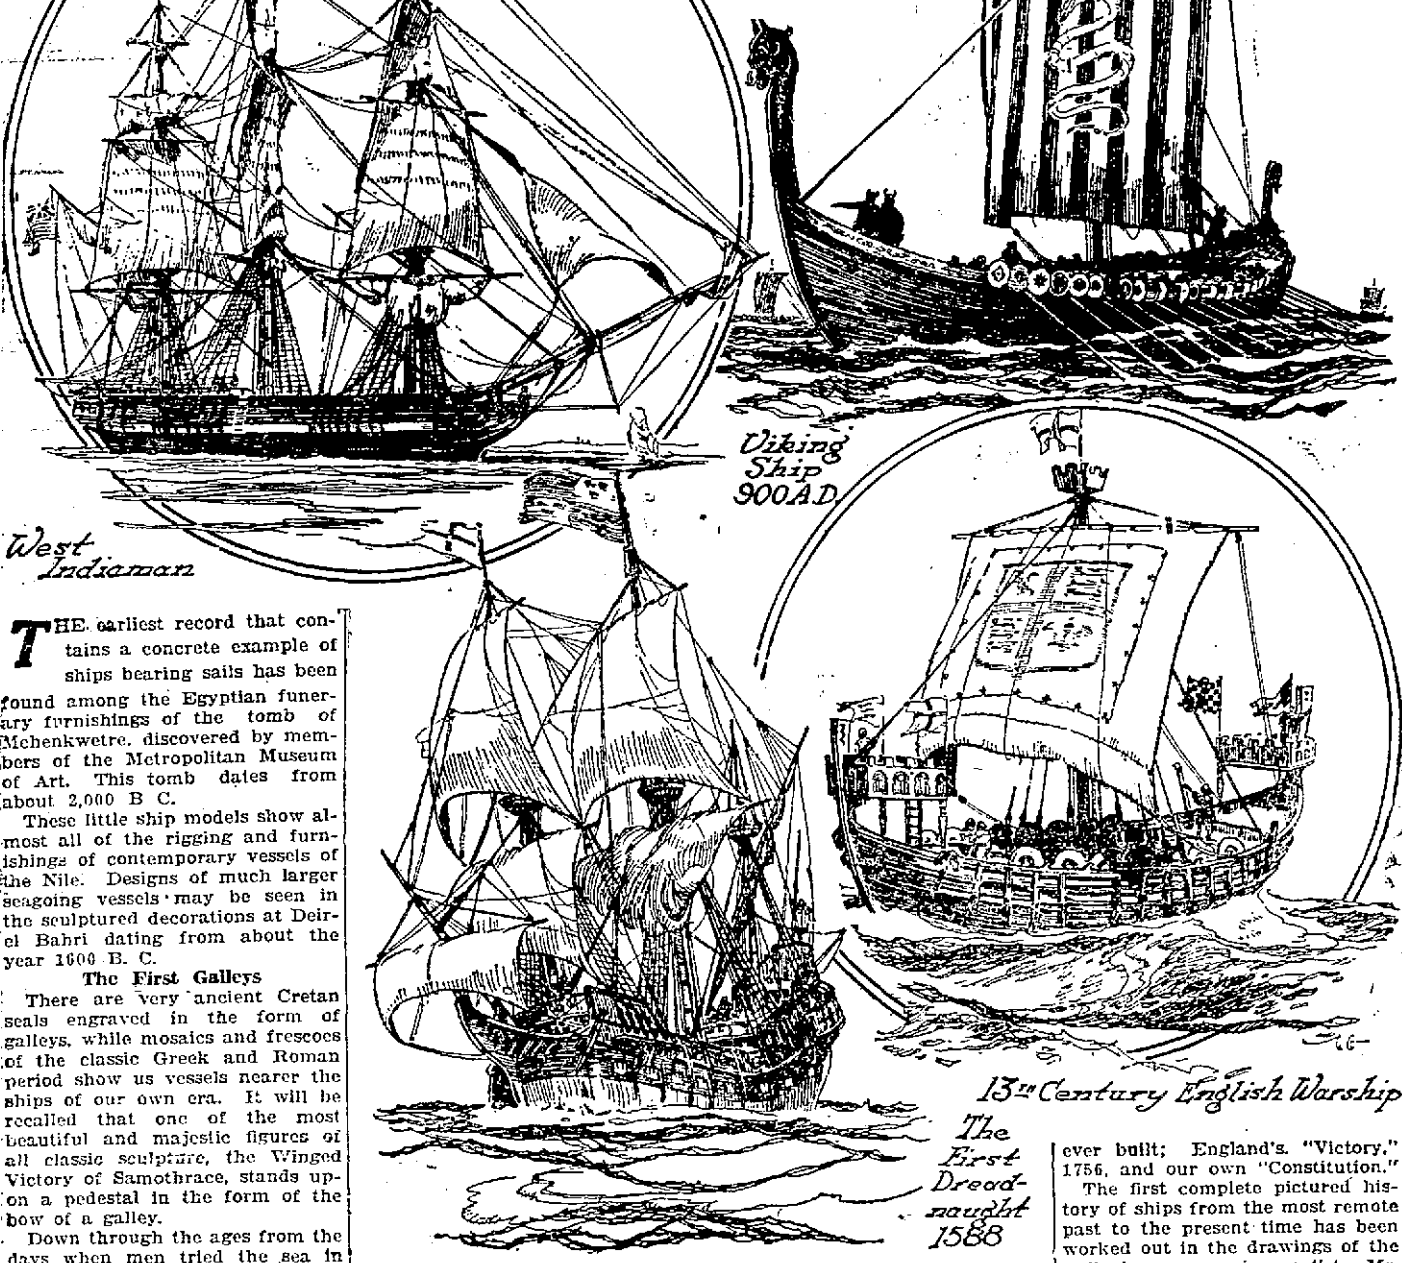 West
Indiaman
Viking
Ship
900 A.D.
13TH Century English Warship
The
First
Dread-
naught
1588
THE earliest record that con-
tains a concrete example of
ships bearing sails has been
found among the Egyptian funer-
ary furnishings of the tomb of
Mehenkwetre, discovered by mem-
bers of the Metropolitan Museum
of Art. This tomb dates from
about 2,000 B C.
These little ship models show al-
most all of the rigging and furn-
ishings of contemporary vessels of
the Nile. Designs of much larger
seagoing vessels may be seen in
the sculptured decorations at Deir-
el Bahri dating from about the
year 1600 B. C.
The First Galleys
There are very ancient Cretan
seals engraved in the form of
galleys, while mosaics and frescoes
of the classic Greek and Roman
period show us vessels nearer the
ships of our own era. It will be
recalled that one of the most
beautiful and majestic figures of
all classic sculpture, the Winged
Victory of Samothrace, stands up-
on a pedestal in the form of the
bow of a galley.
Down through the ages from the
days when men tried the sea in
ever built; England's. "Victory,"
1756, and our own "Constitution."
The first complete pictured his-
tory of ships from the most remote
past to the present time has been
worked out in the drawings of the